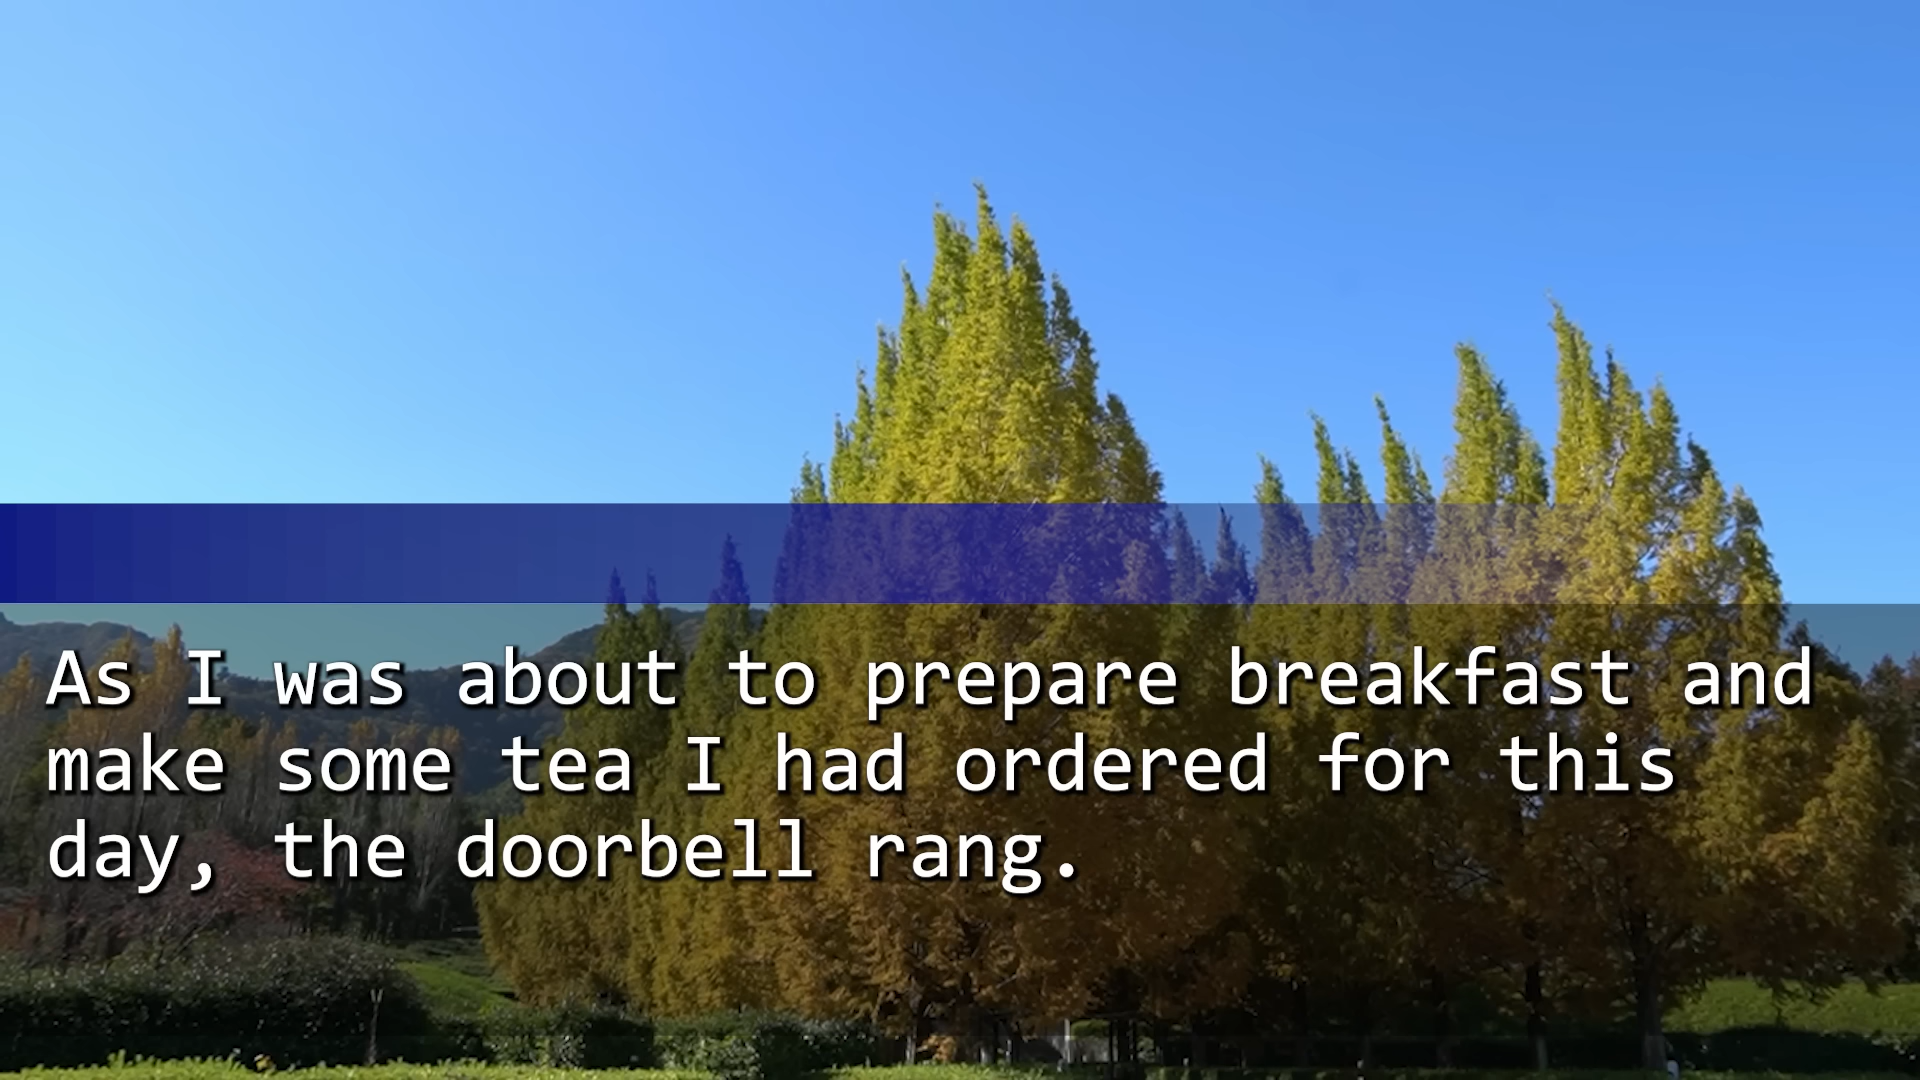 As I was about to prepare breakfast and
make some tea I had ordered for this
day, the doorbell rang.